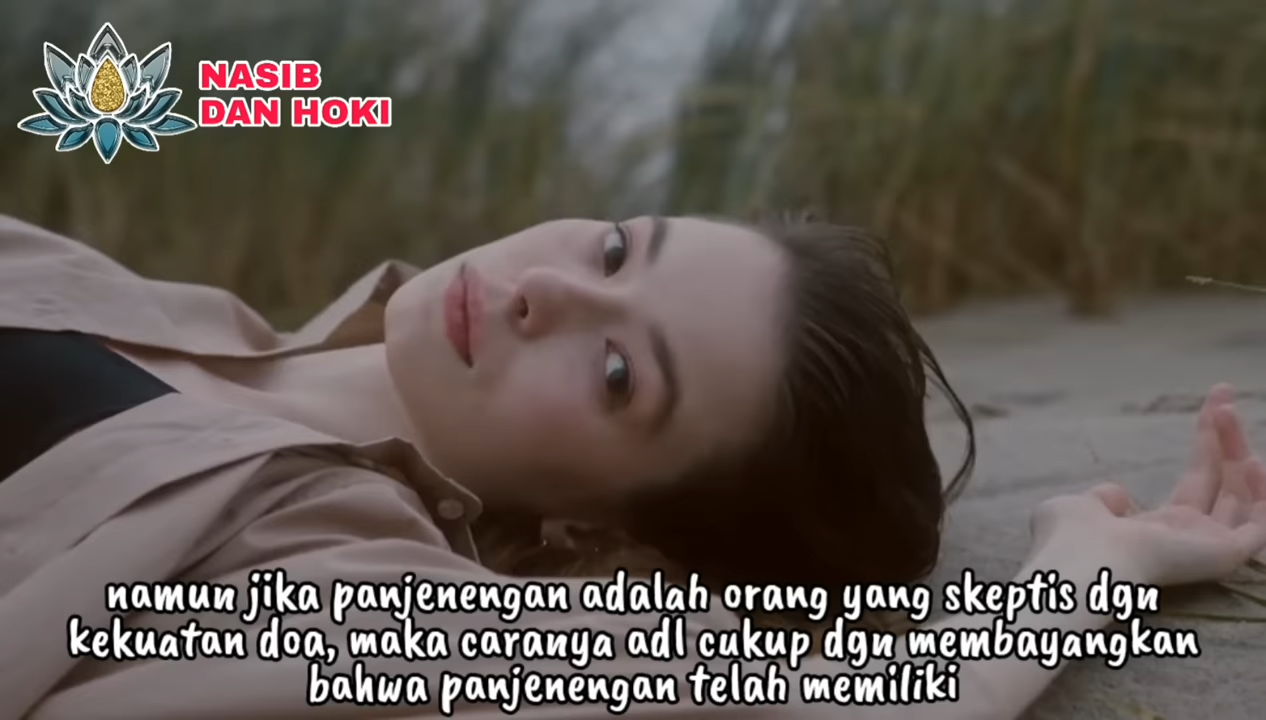 NASIB
DAN HOKI
namun jika panjenengan adalah orang yang skeptis dgn
kekuatan doa, maka caranya adl cukup dgn membayangkan
bahwa panjenengan telah memiliki